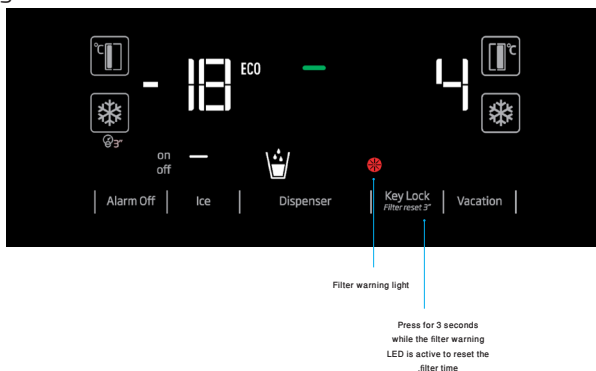 °C
°C
-18 ECO
4
3"
on
off
Alarm Off
Ice
Dispenser
Key Lock
Filter reset 3"
Vacation
Filter warning light
Press for 3 seconds
while the filter warning
LED is active to reset the
.filter time